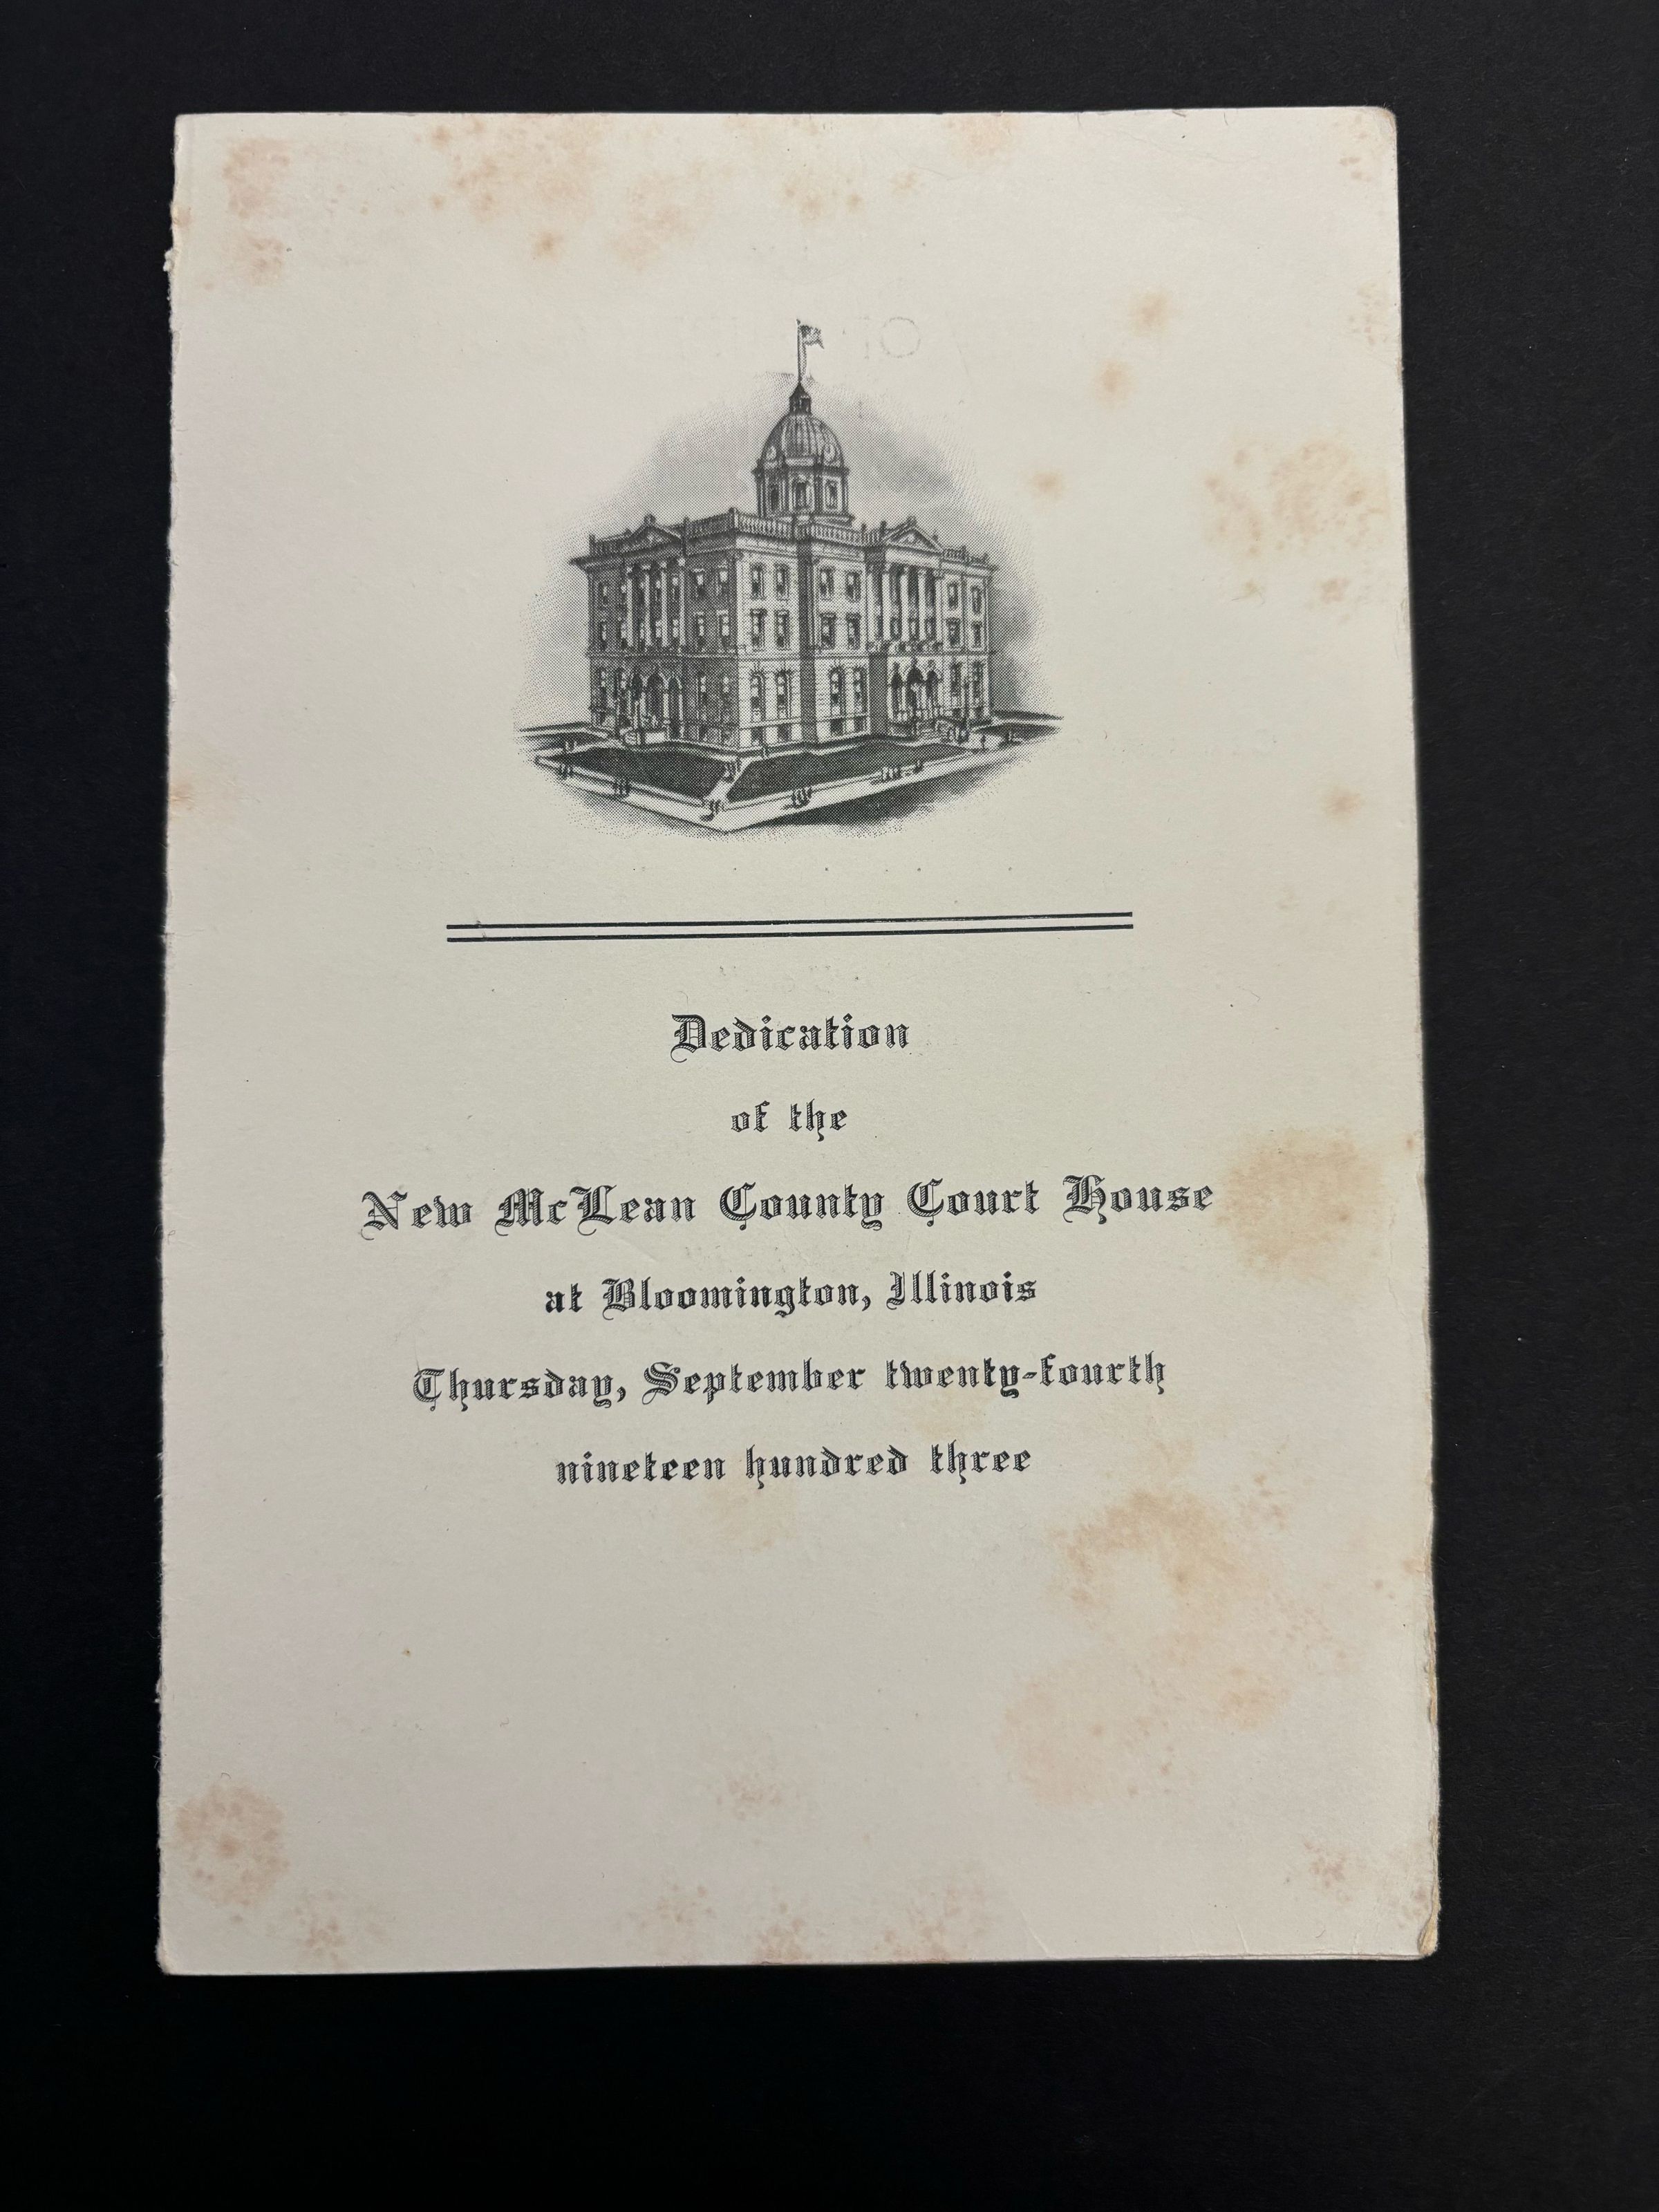 Dedication
of the
New McLean County Court House
at Bloomington, Illinois
Thursday, September twenty-fourth
nineteen hundred three